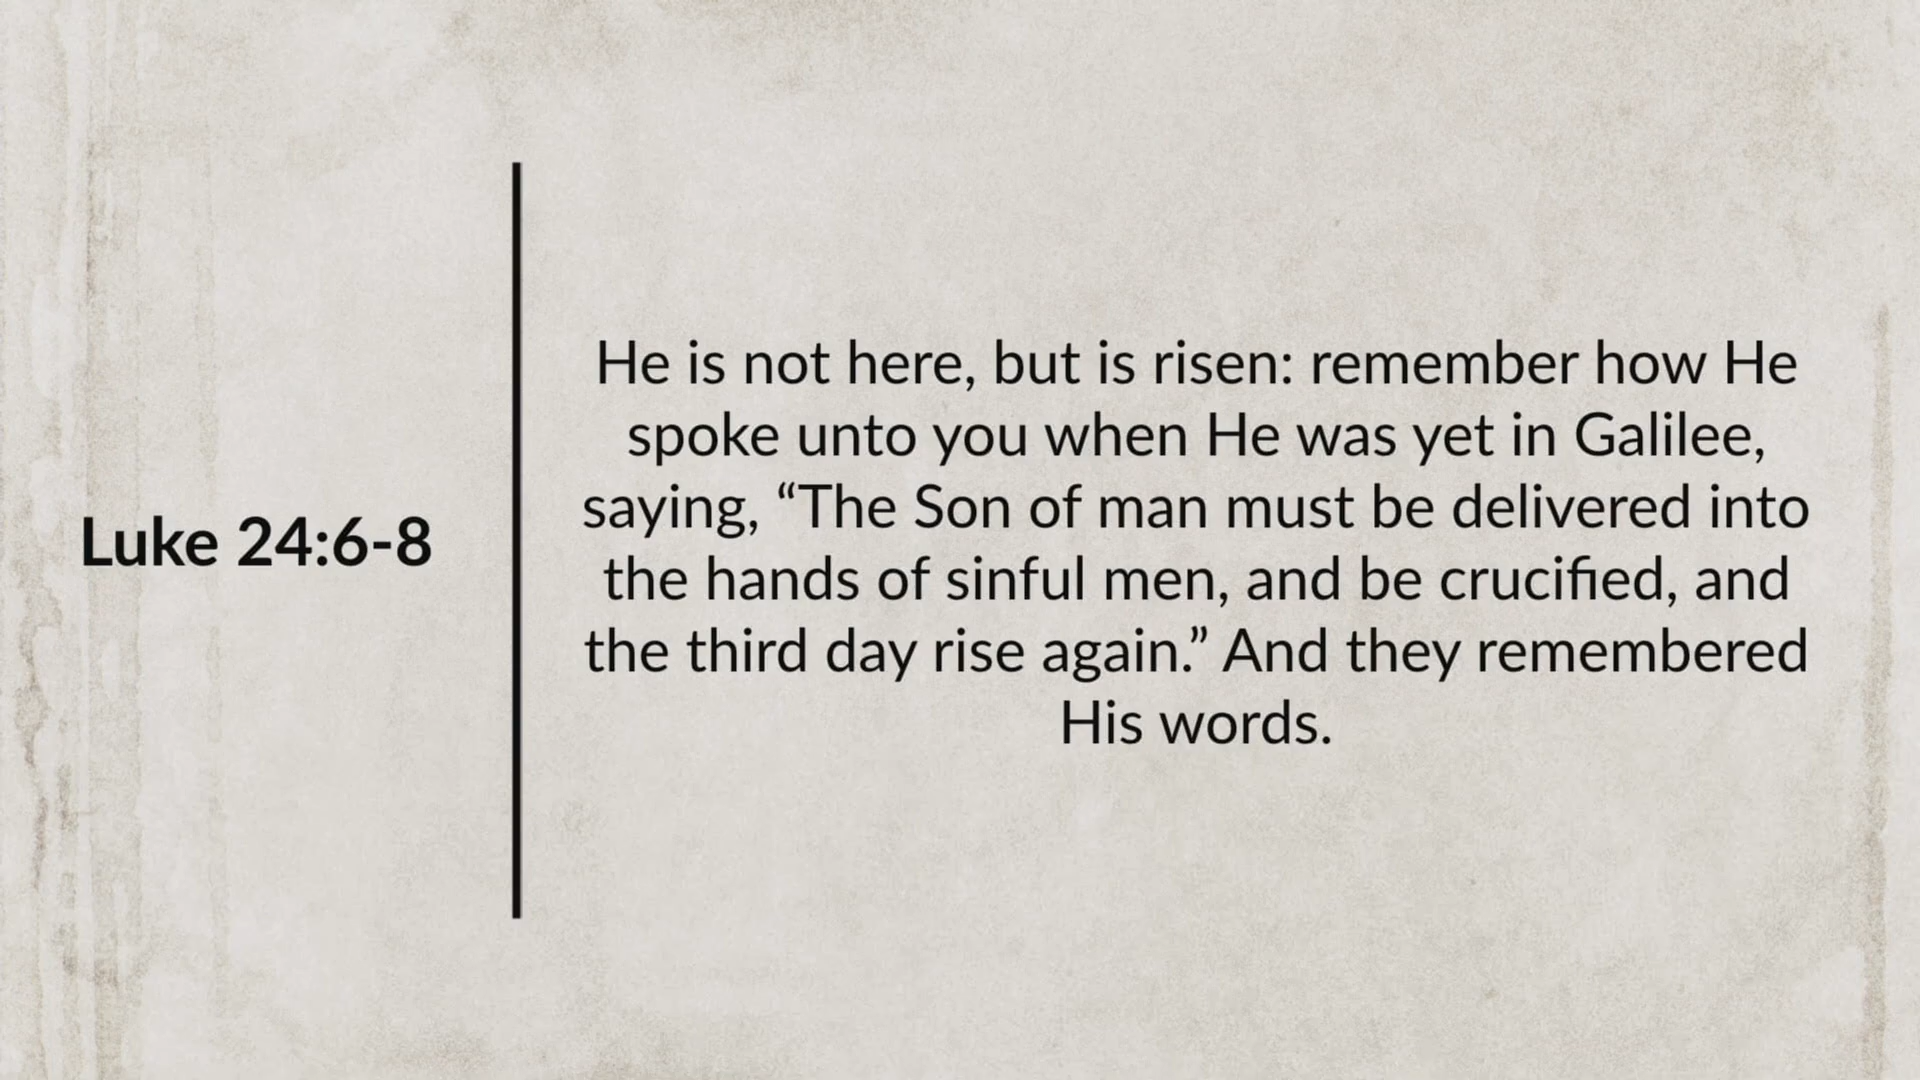 Luke 24:6-8
He is not here, but is risen: remember how He
spoke unto you when He was yet in Galilee,
saying, “The Son of man must be delivered into
the hands of sinful men, and be crucified, and
the third day rise again.” And they remembered
His words.